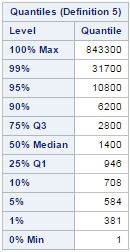 Quantiles (Definition 5)
Level Quantile
100% Max 843300
99% 31700
95% 10800
90% 6200
75% Q3 2800
50% Median 1400
25% Q1 946
10% 708
5% 584
1% 381
0% Min 1